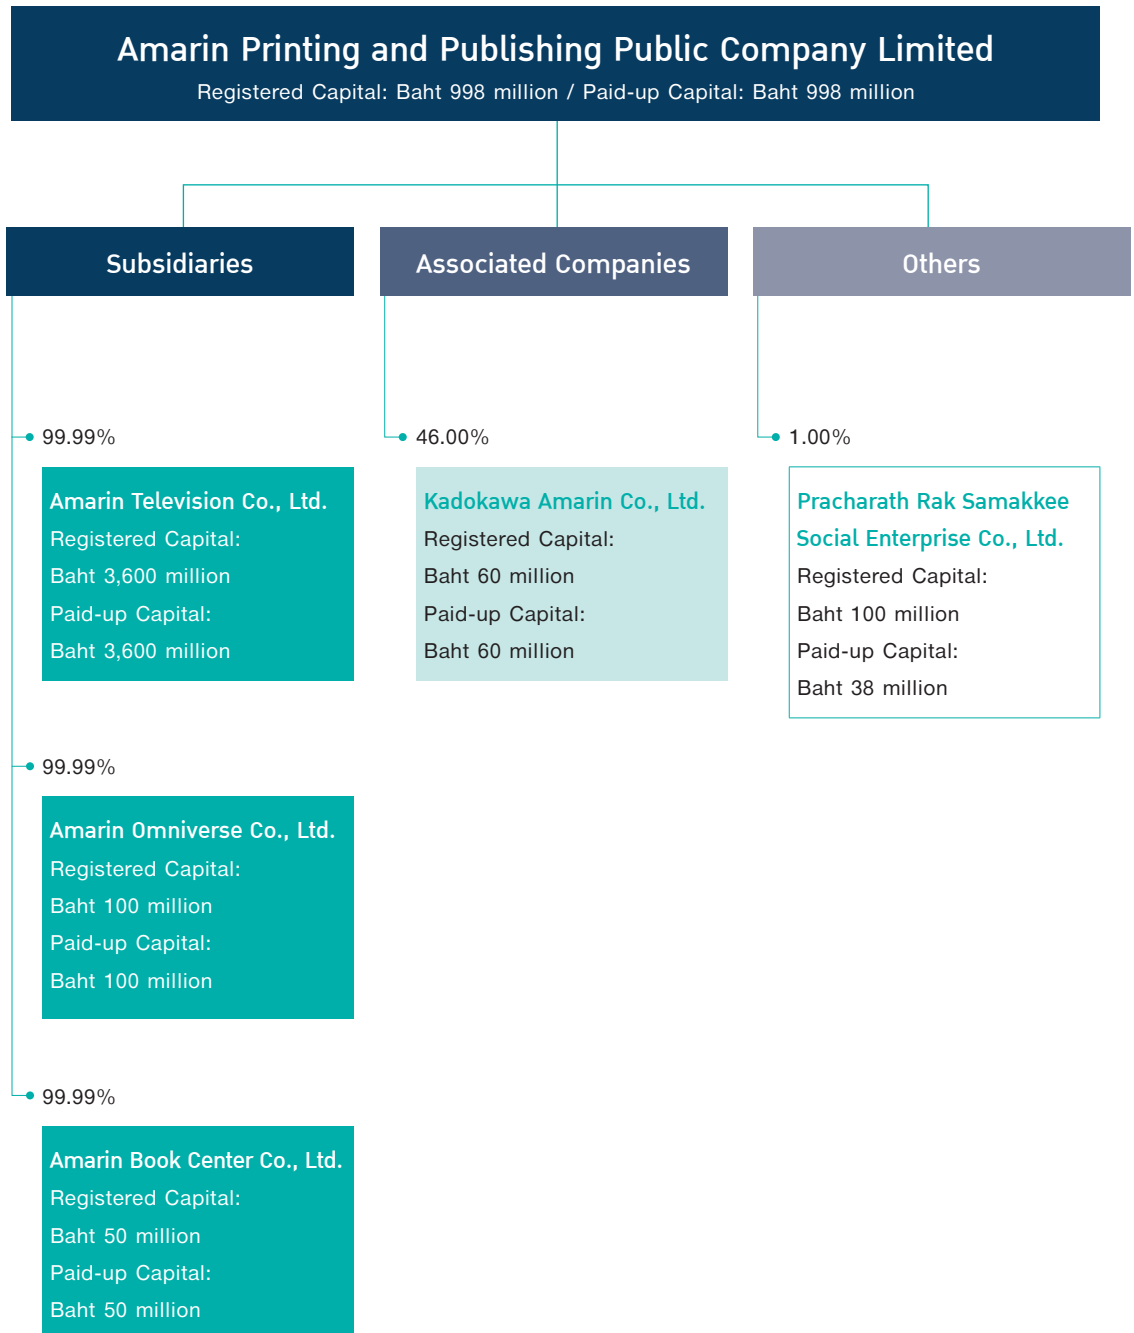 Amarin Printing and Publishing Public Company Limited
Registered Capital: Baht 998 million / Paid-up Capital: Baht 998 million
Subsidiaries
99.99%
Amarin Television Co., Ltd.
Registered Capital:
Baht 3,600 million
Paid-up Capital:
Baht 3,600 million
99.99%
Amarin Omniverse Co., Ltd.
Registered Capital:
Baht 100 million
Paid-up Capital:
Baht 100 million
99.99%
Amarin Book Center Co., Ltd.
Registered Capital:
Baht 50 million
Paid-up Capital:
Baht 50 million
Associated Companies
46.00%
Kadokawa Amarin Co., Ltd.
Registered Capital:
Baht 60 million
Paid-up Capital:
Baht 60 million
Others
1.00%
Pracharath Rak Samakkee
Social Enterprise Co., Ltd.
Registered Capital:
Baht 100 million
Paid-up Capital:
Baht 38 million